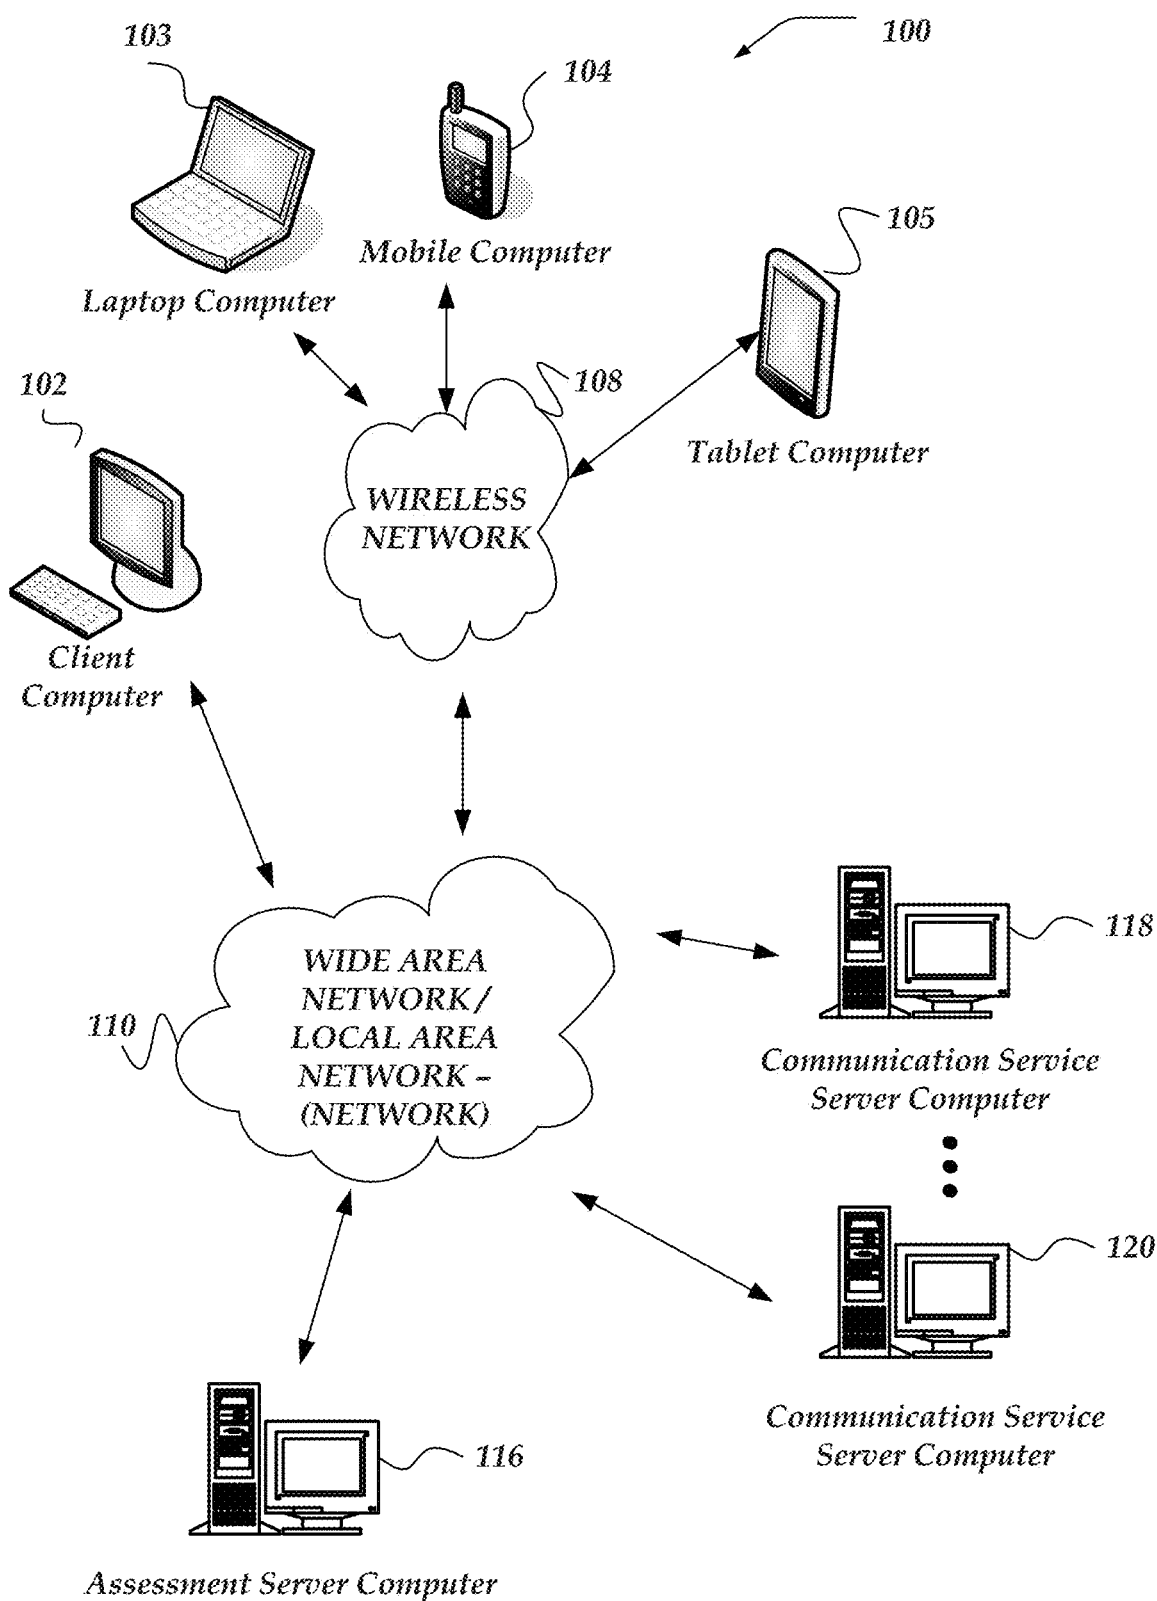 103
100
104
105
Mobile Computer
Laptop Computer
102
108
Tablet Computer
WIRELESS
NETWORK
Client
Computer
118
WIDE AREA
NETWORK /
LOCAL AREA
NETWORK –
(NETWORK)
110
Communication Service
Server Computer
120
Communication Service
Server Computer
116
Assessment Server Computer